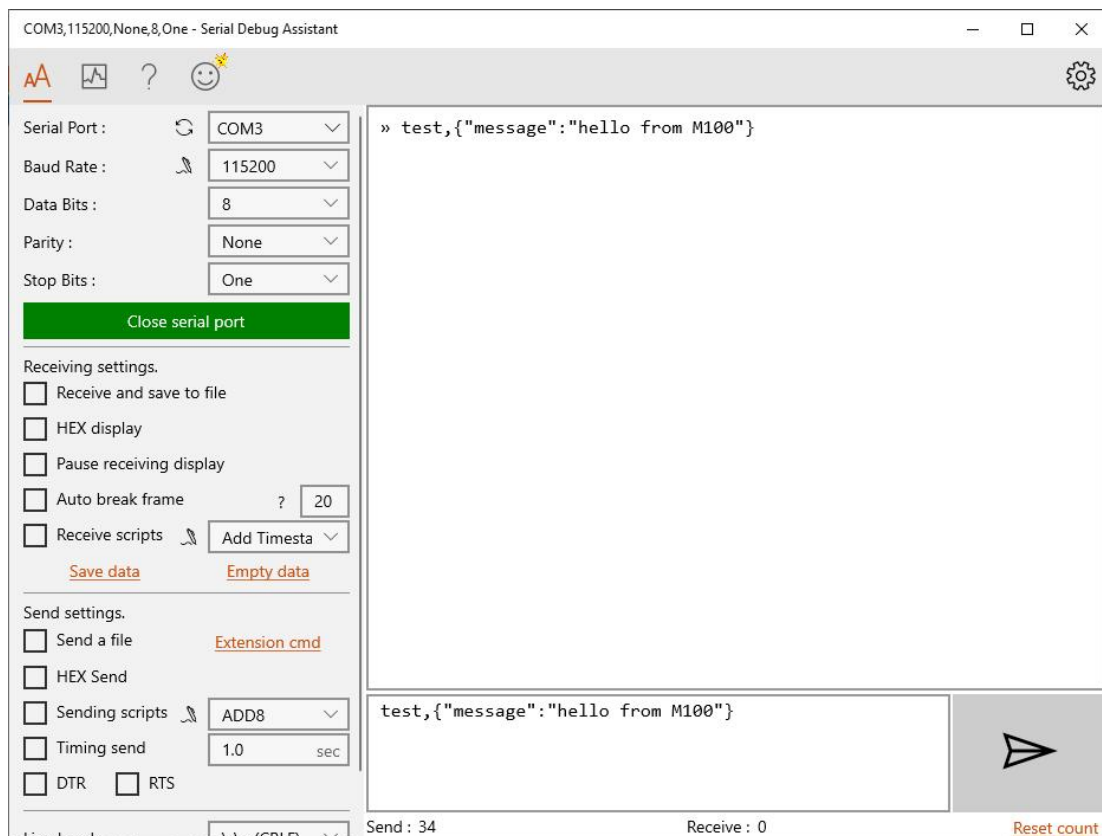 COM3,115200,None,8,One - Serial Debug Assistant
AA
Serial Port :
COM3
Baud Rate :
115200
Data Bits :
8
Parity :
None
Stop Bits :
One
Close serial port
Receiving settings.
Receive and save to file
HEX display
Pause receiving display
Auto break frame
?
20
Receive scripts
Add Timesta
Save data
Empty data
Send settings.
Send a file
Extension cmd
HEX Send
Sending scripts
ADD8
Timing send
1.0
sec
DTR
RTS
» test,{"message":"hello from M100"}
test,{"message":"hello from M100"}
Send : 34
Receive : 0
Reset count